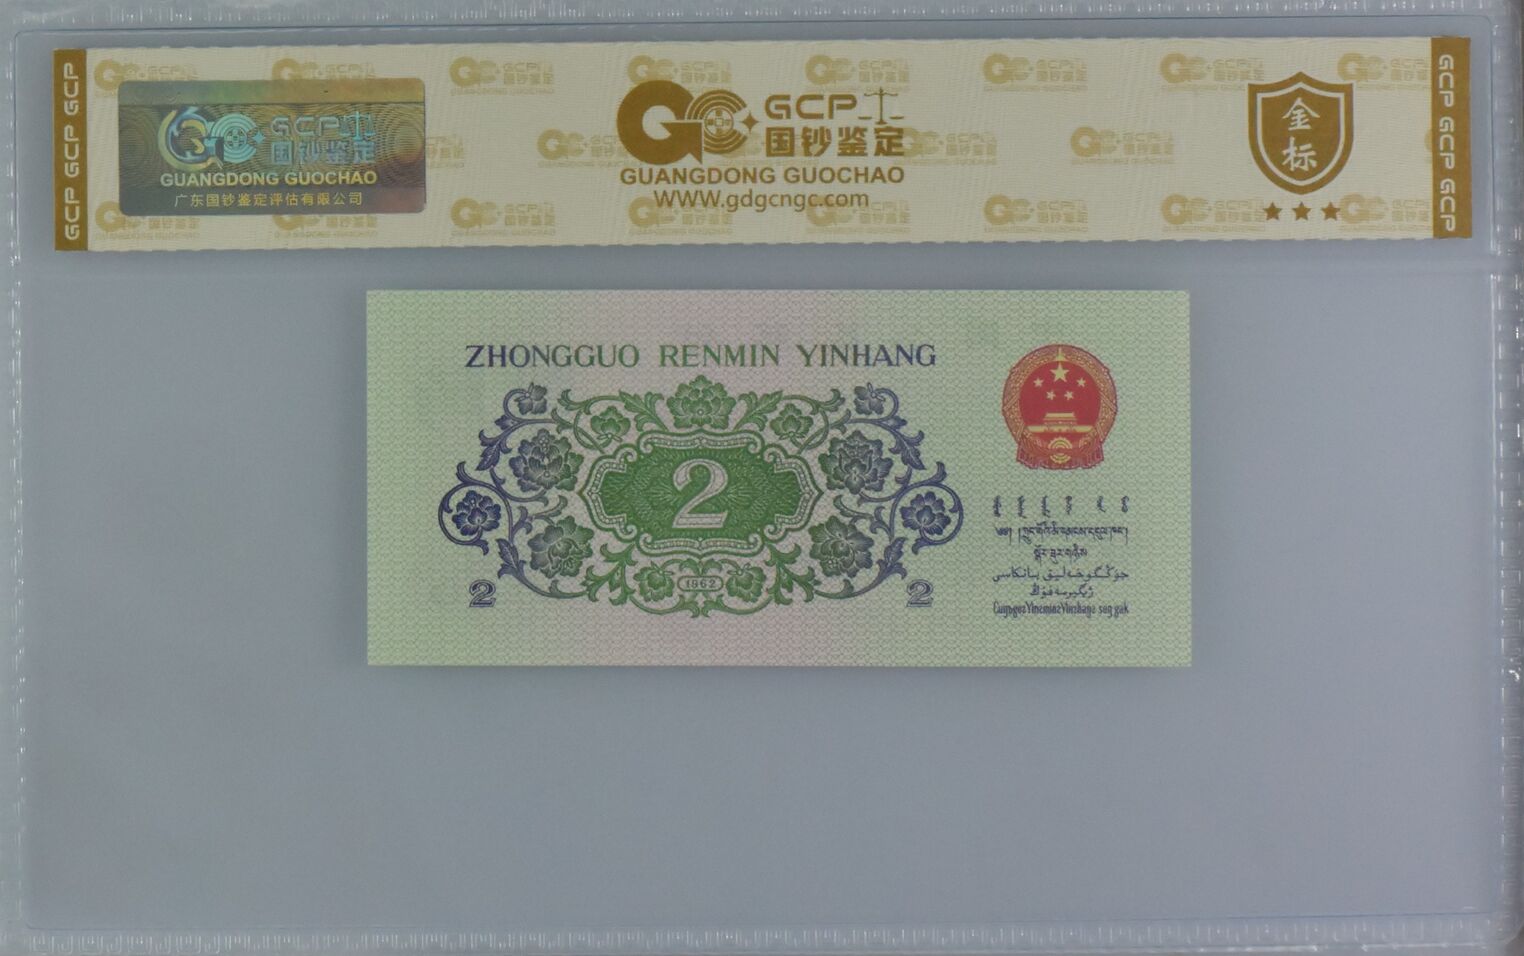 GCP GCP GCP
GCP
国钞鉴定
GUANGDONG GUOCHAO
广东国钞鉴定评估有限公司
GCP
国钞鉴定
GUANGDONG GUOCHAO
WWW.gdgcngc.com
金标
GCP GCP GCP
ZHONGGUO RENMIN YINHANG
2
1962
2
2
جۇڭگوخەلىق بانكىسى